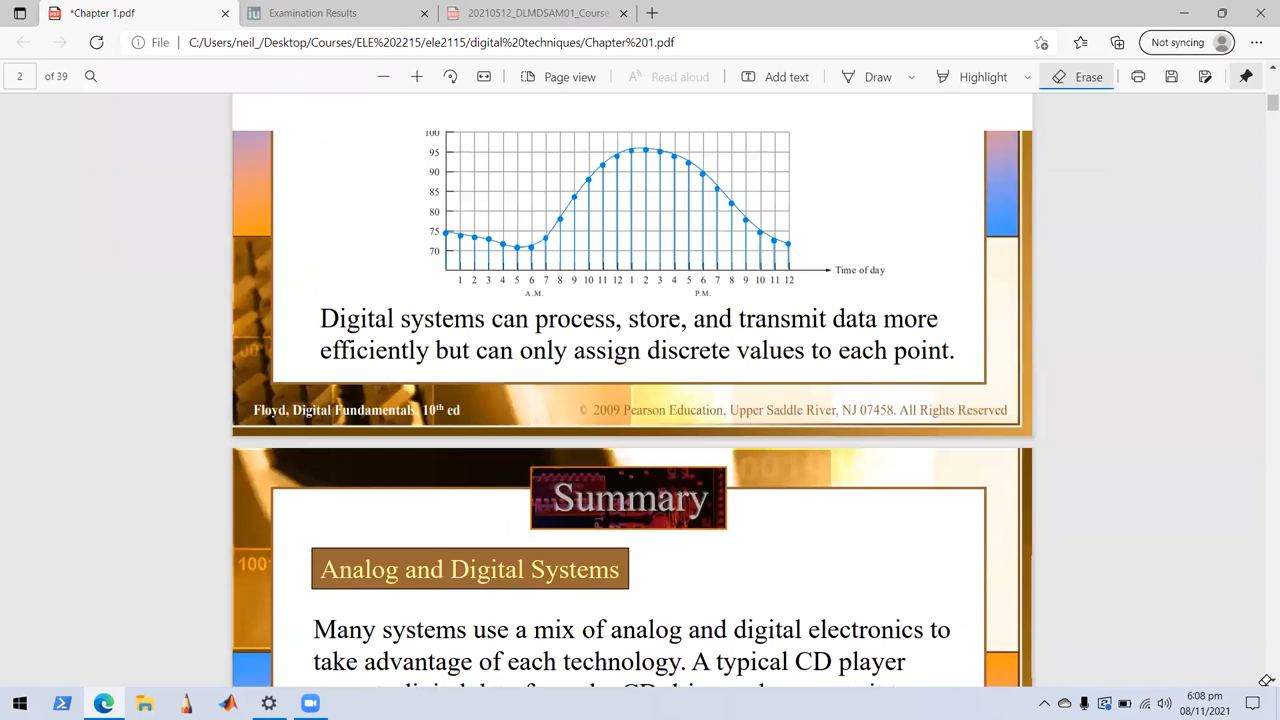 *Chapter 1.pdf
Examination Results
20210512_DLMDSAM01_Course
File
C:/Users/neil_/Desktop/Courses/ELE%202215/ele2115/digital%20techniques/Chapter%201.pdf
Not syncing
2 of 39
Page view
Read aloud
Add text
Draw
Highlight
Erase
100
95
90
85
80
75
70
Time of day
1 2 3 4 5 6 7 8 9 10 11 12 1 2 3 4 5 6 7 8 9 10 11 12
A.M. P.M.
Digital systems can process, store, and transmit data more
efficiently but can only assign discrete values to each point.
Floyd, Digital Fundamentals, 10th ed
© 2009 Pearson Education, Upper Saddle River, NJ 07458. All Rights Reserved
Summary
Analog and Digital Systems
1001
Many systems use a mix of analog and digital electronics to
take advantage of each technology. A typical CD player
6:08 pm
08/11/2021